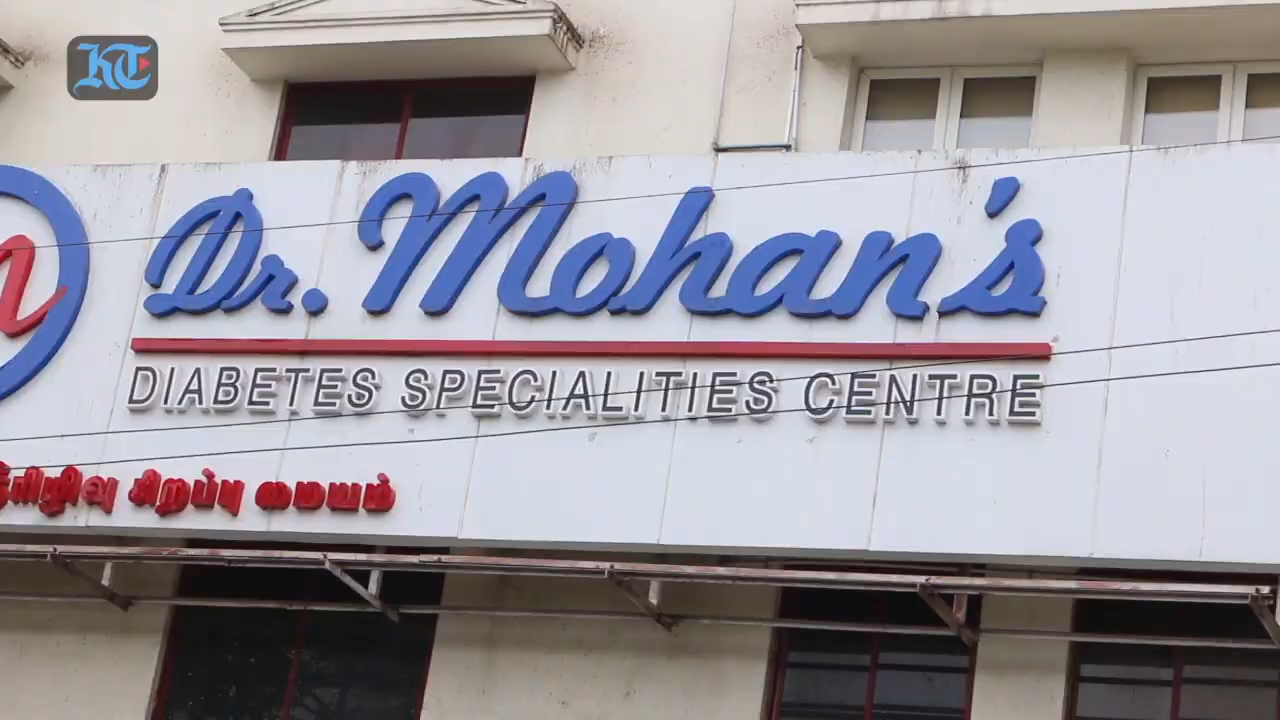 KT
Dr. Mohan's
DIABETES SPECIALITIES CENTRE
சிறப்பு மையம்